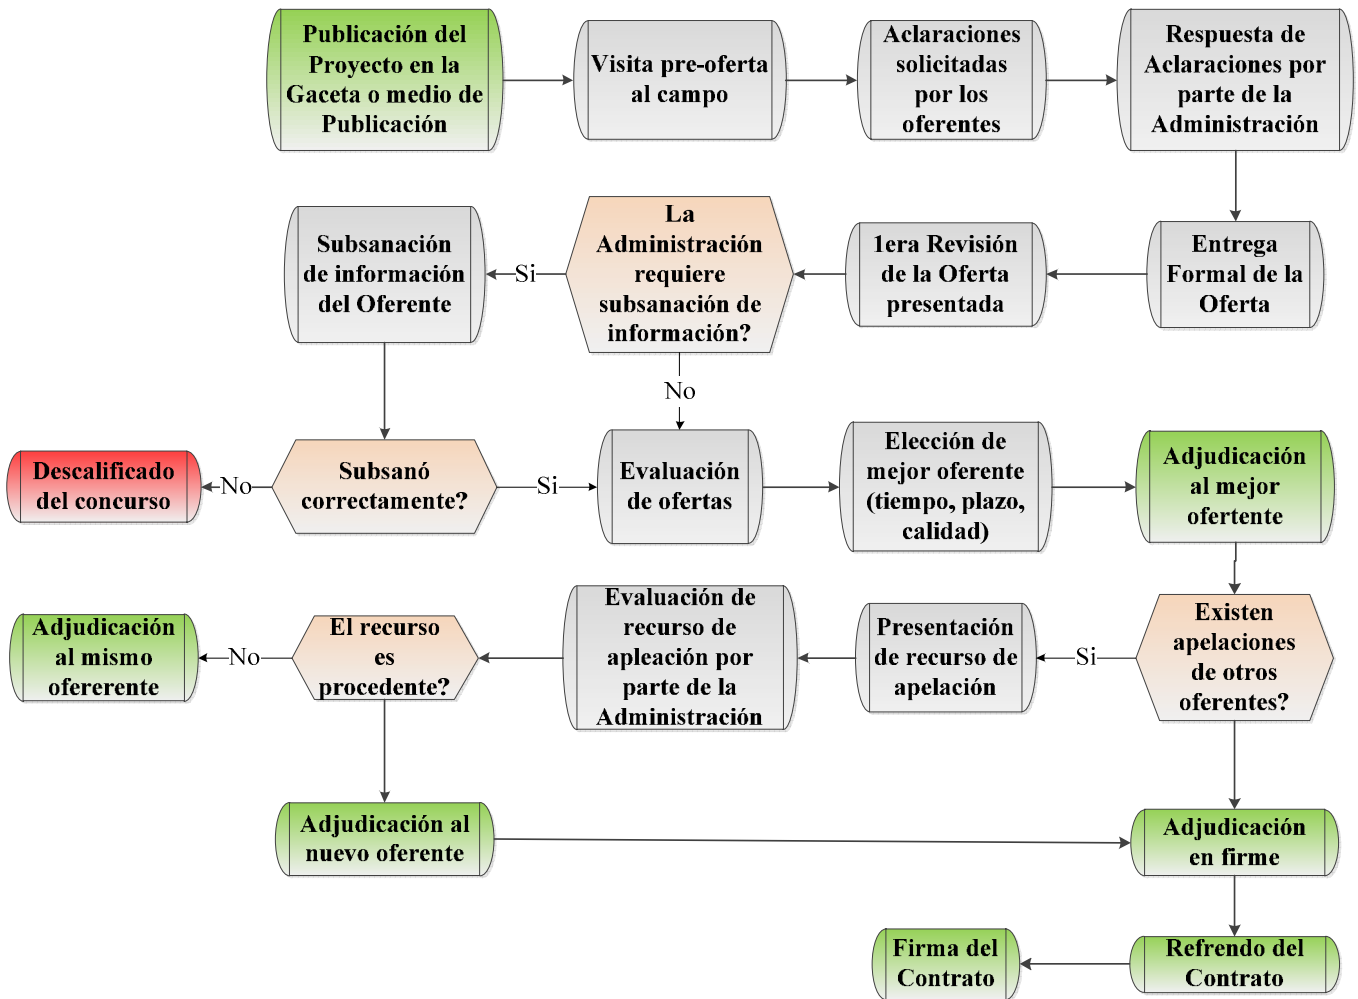 Publicación del
Proyecto en la
Gaceta o medio de
Publicación
Visita pre-oferta
al campo
Aclaraciones
solicitadas
por los
oferentes
Respuesta de
Aclaraciones por
parte de la
Administración
Subsanación
de información
del Oferente
Si
La
Administración
requiere
subsanación de
información?
1era Revisión
de la Oferta
presentada
Entrega
Formal de la
Oferta
No
Descalificado
del concurso
No
Subsanó
correctamente?
Si
Evaluación
de ofertas
Elección de
mejor oferente
(tiempo, plazo,
calidad)
Adjudicación
al mejor
ofertente
Adjudicación
al mismo
ofererente
No
El recurso
es
procedente?
Evaluación de
recurso de
apleación por
parte de la
Administración
Presentación
de recurso de
apelación
Si
Existen
apelaciones
de otros
oferentes?
Adjudicación al
nuevo oferente
Adjudicación
en firme
Firma del
Contrato
Refrendo del
Contrato